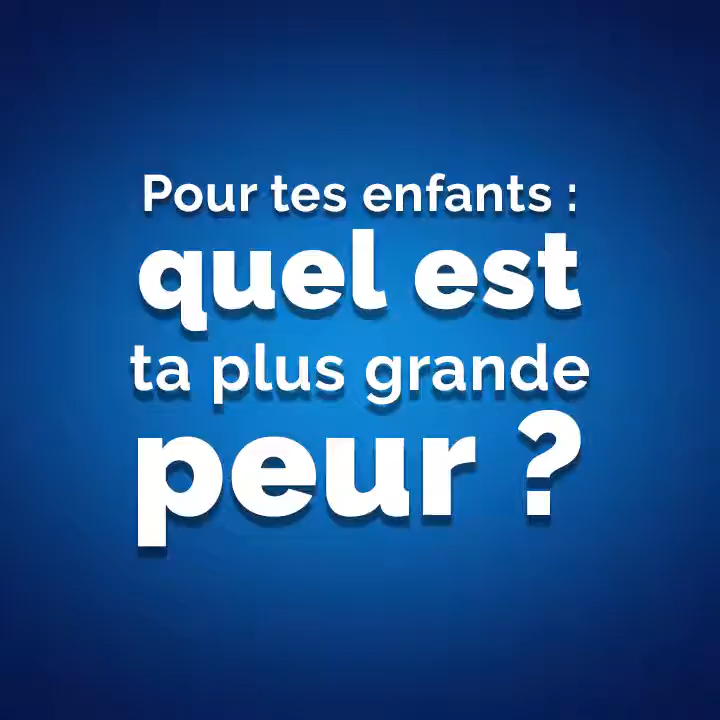 Pour tes enfants :
quel est
ta plus grande
peur ?